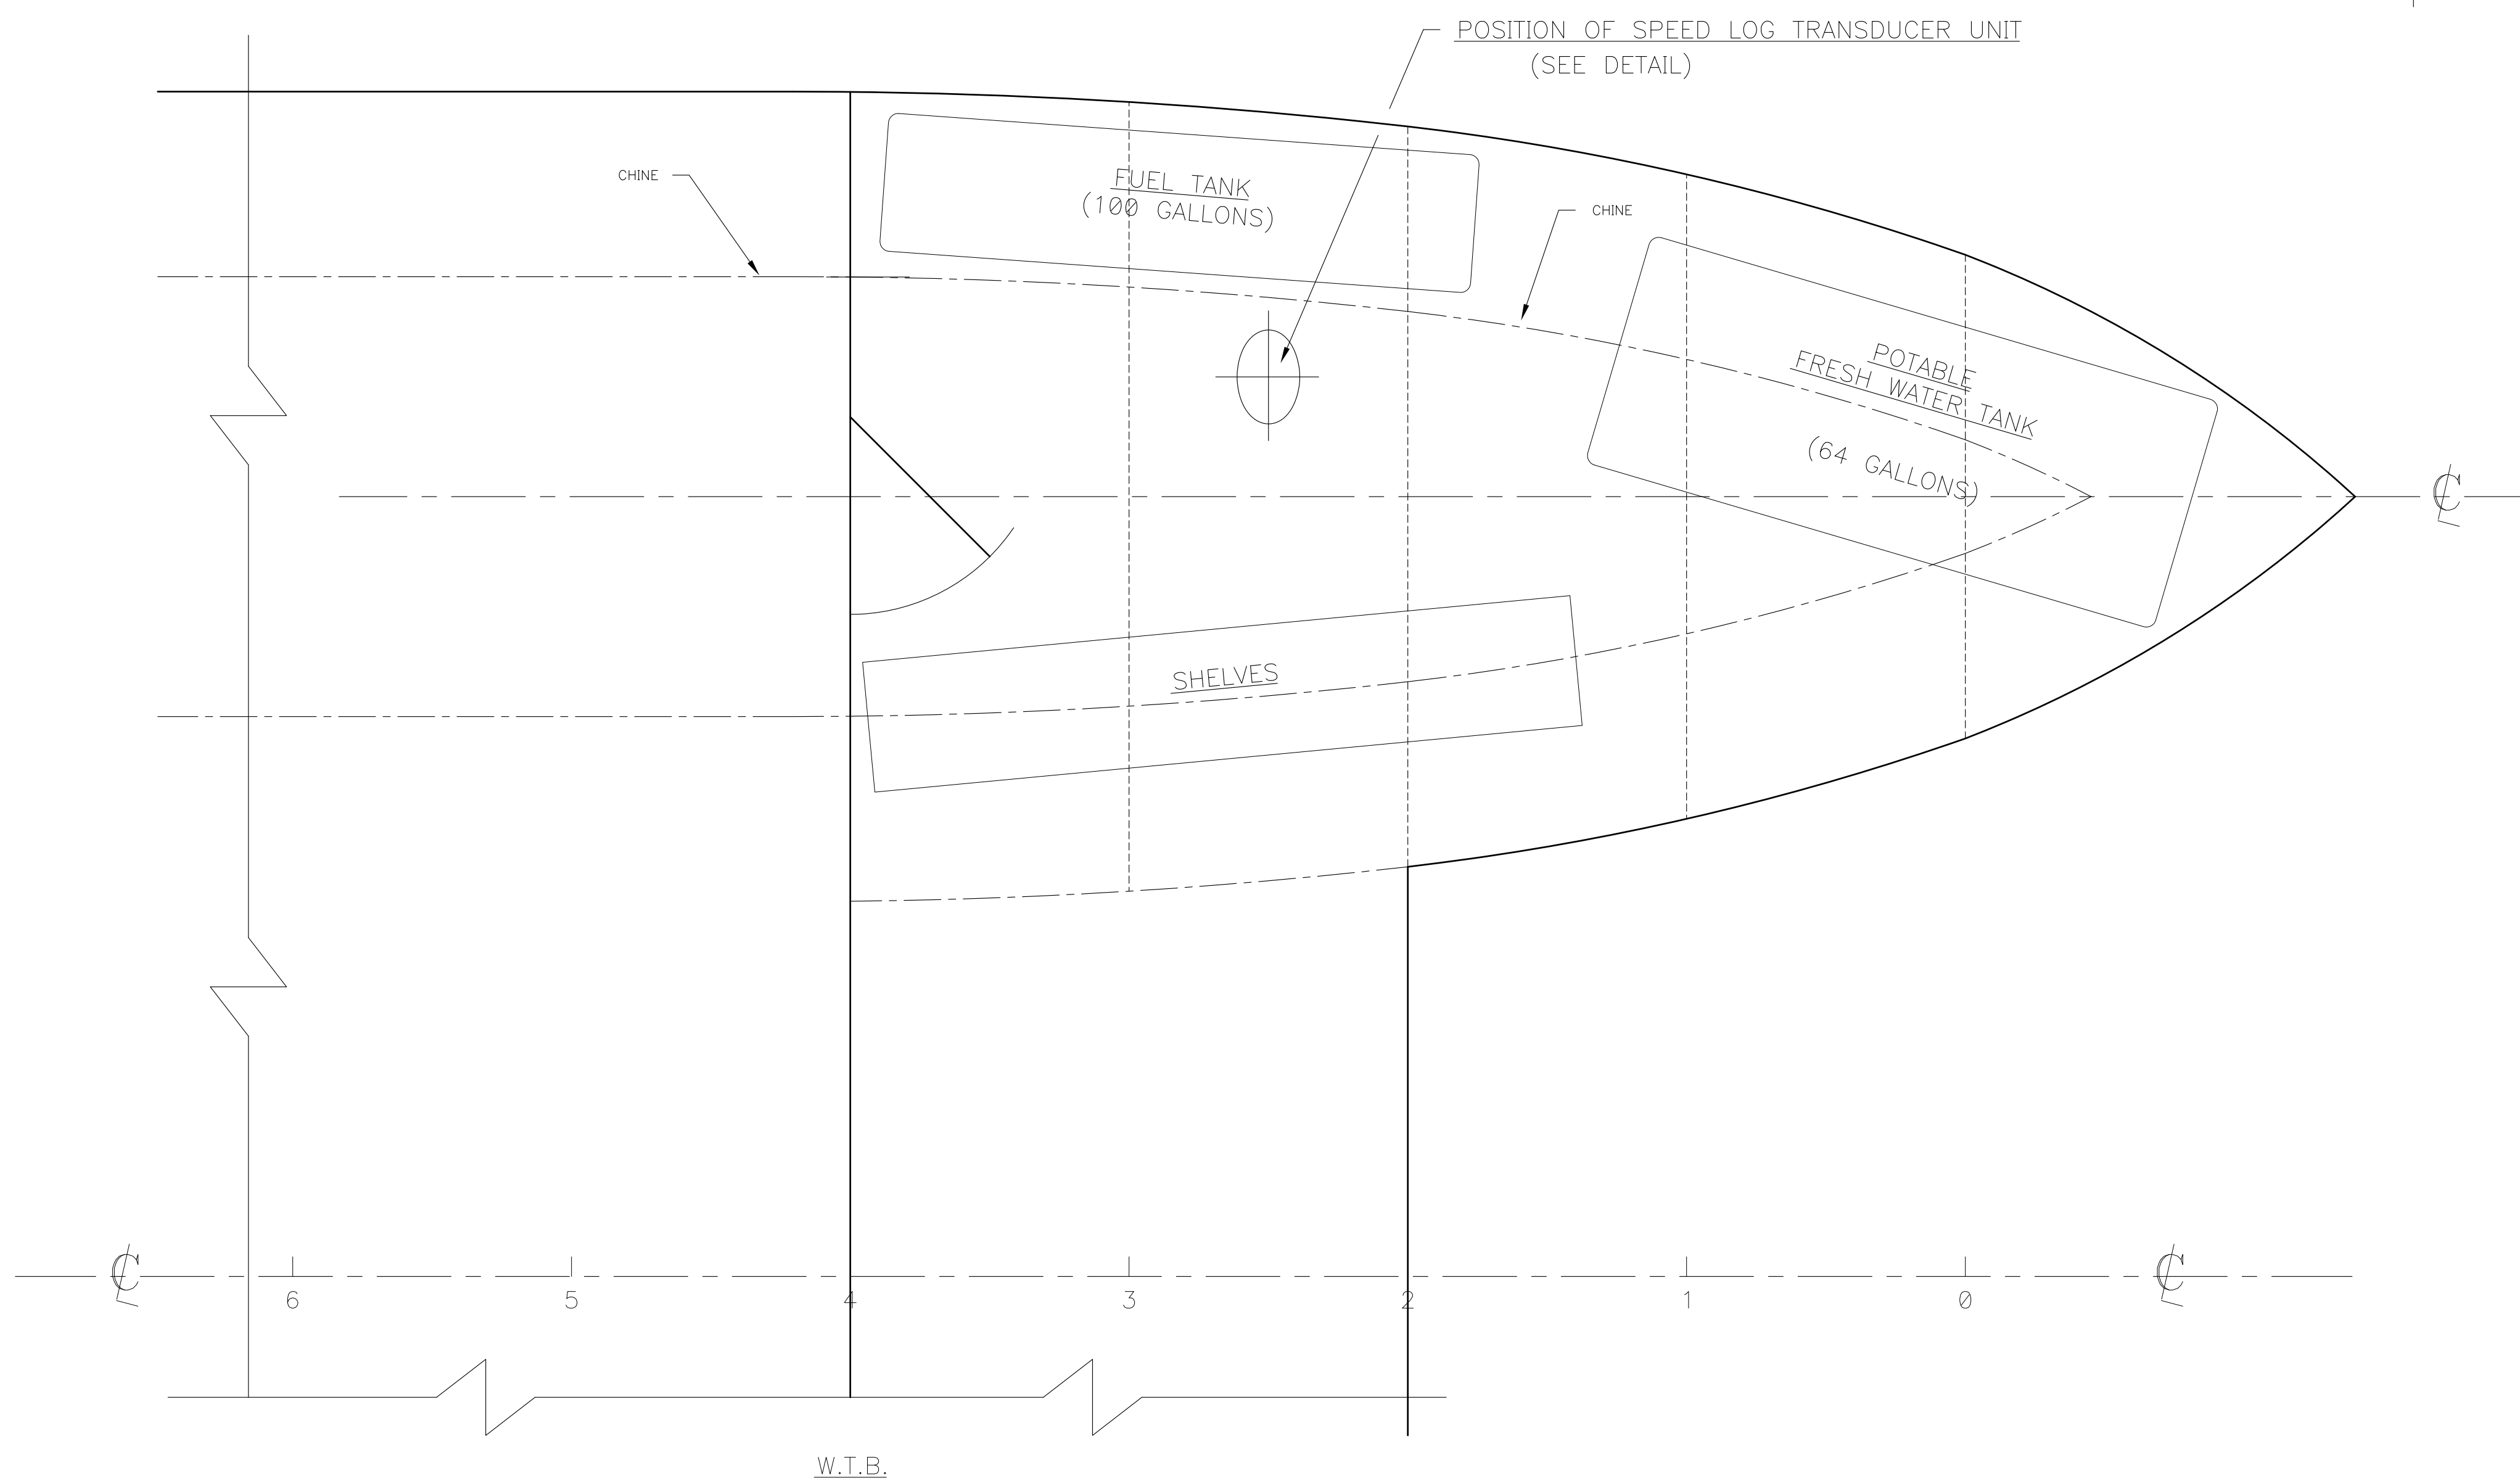 POSITION OF SPEED LOG TRANSDUCER UNIT
(SEE DETAIL)
CHINE
FUEL TANK
(100 GALLONS)
CHINE
POTABLE
FRESH WATER TANK
(64 GALLONS)
℄
SHELVES
℄
℄
6 5 4 3 2 1 0
W.T.B.